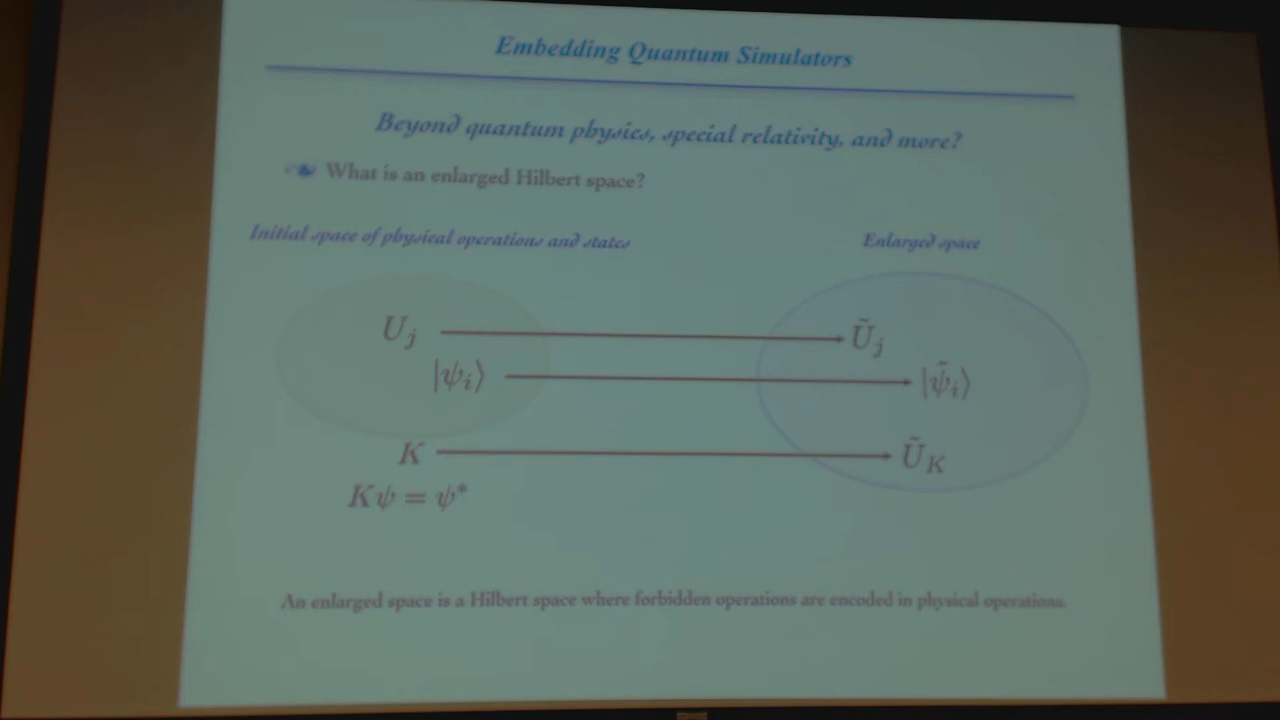 Embedding Quantum Simulators
Beyond quantum physics, special relativity, and more?
What is an enlarged Hilbert space?
Initial space of physical operations and states
Enlarged space
U_j
Ũ_j
|ψ_i⟩
|ψ̃_i⟩
K
Ũ_K
Kψ = ψ*
An enlarged space is a Hilbert space where forbidden operations are encoded in physical operations.